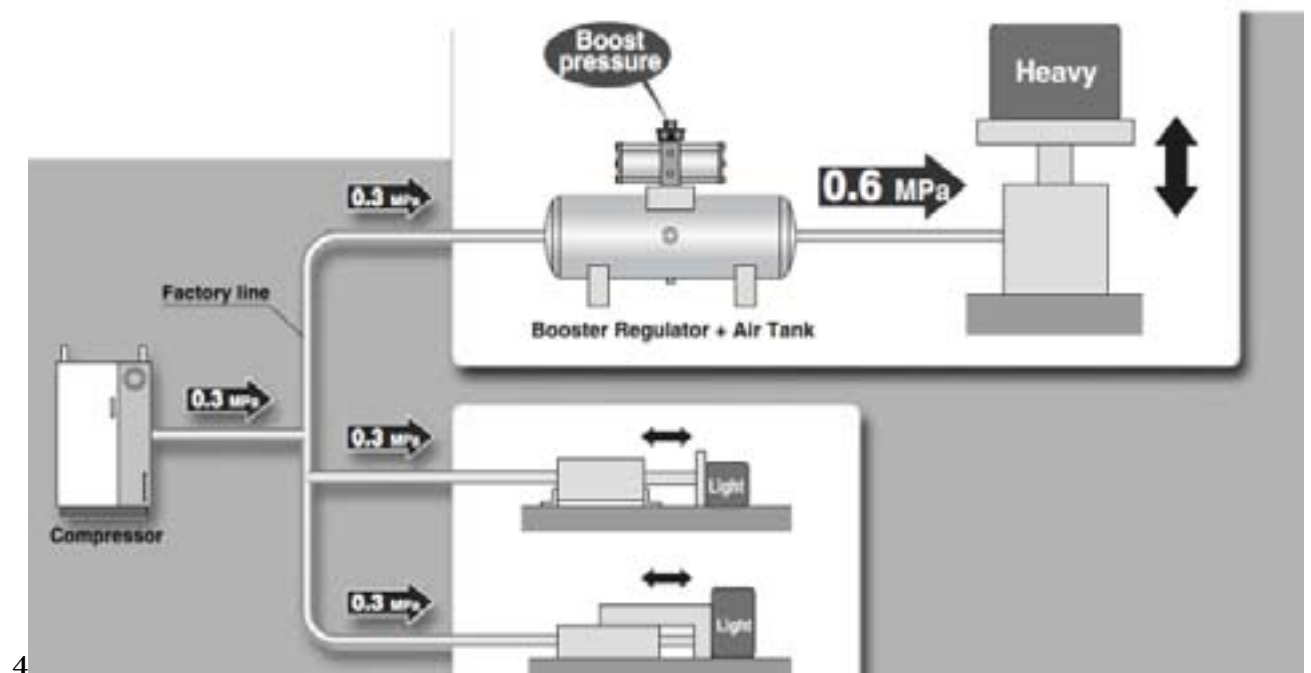 Boost
pressure
Heavy
0.3 MPa
0.6 MPa
Factory line
Booster Regulator + Air Tank
0.3 MPa
0.3 MPa
Light
Compressor
0.3 MPa
Light
4